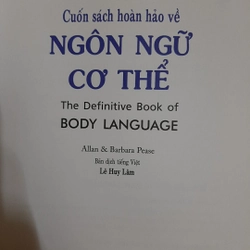 Cuốn sách hoàn hảo về
NGÔN NGỮ
CƠ THỂ
The Definitive Book of
BODY LANGUAGE
Allan & Barbara Pease
Bản dịch tiếng Việt
Lê Huy Lâm